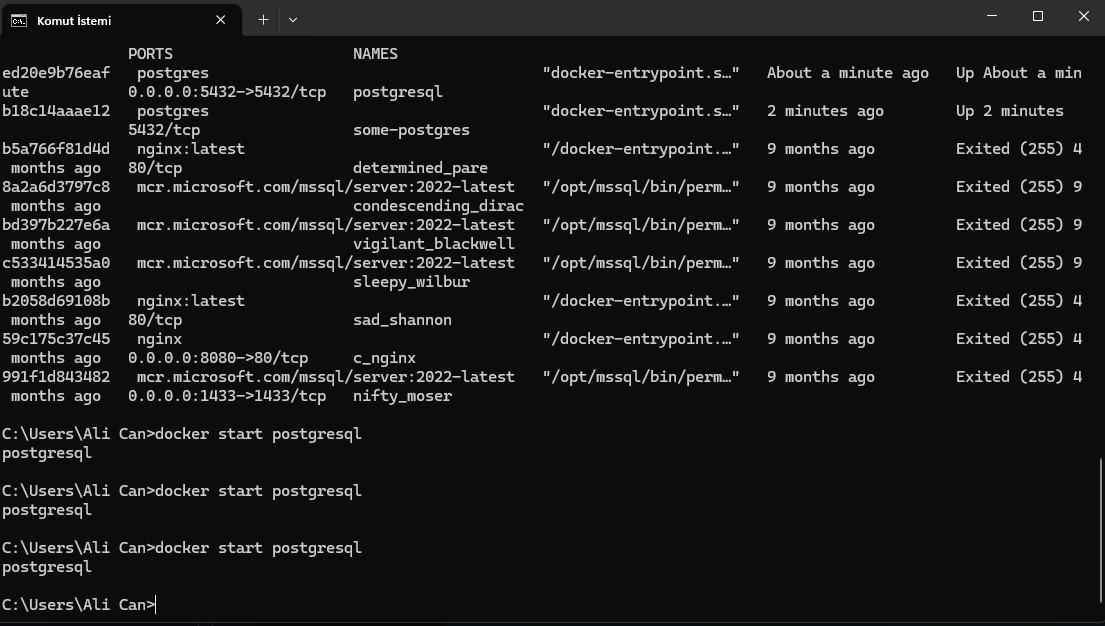 Komut İstemi
PORTS NAMES
ed20e9b76eaf postgres "docker-entrypoint.s…" About a minute ago Up About a min
ute 0.0.0.0:5432->5432/tcp postgresql
b18c14aaae12 postgres "docker-entrypoint.s…" 2 minutes ago Up 2 minutes
5432/tcp some-postgres
b5a766f81d4d nginx:latest "/docker-entrypoint.…" 9 months ago Exited (255) 4
months ago 80/tcp determined_pare
8a2a6d3797c8 mcr.microsoft.com/mssql/server:2022-latest "/opt/mssql/bin/perm…" 9 months ago Exited (255) 9
months ago condescending_dirac
bd397b227e6a mcr.microsoft.com/mssql/server:2022-latest "/opt/mssql/bin/perm…" 9 months ago Exited (255) 9
months ago vigilant_blackwell
c533414535a0 mcr.microsoft.com/mssql/server:2022-latest "/opt/mssql/bin/perm…" 9 months ago Exited (255) 9
months ago sleepy_wilbur
b2058d69108b nginx:latest "/docker-entrypoint.…" 9 months ago Exited (255) 4
months ago 80/tcp sad_shannon
59c175c37c45 nginx "/docker-entrypoint.…" 9 months ago Exited (255) 4
months ago 0.0.0.0:8080->80/tcp c_nginx
991f1d843482 mcr.microsoft.com/mssql/server:2022-latest "/opt/mssql/bin/perm…" 9 months ago Exited (255) 4
months ago 0.0.0.0:1433->1433/tcp nifty_moser
C:\Users\Ali Can>docker start postgresql
postgresql
C:\Users\Ali Can>docker start postgresql
postgresql
C:\Users\Ali Can>docker start postgresql
postgresql
C:\Users\Ali Can>